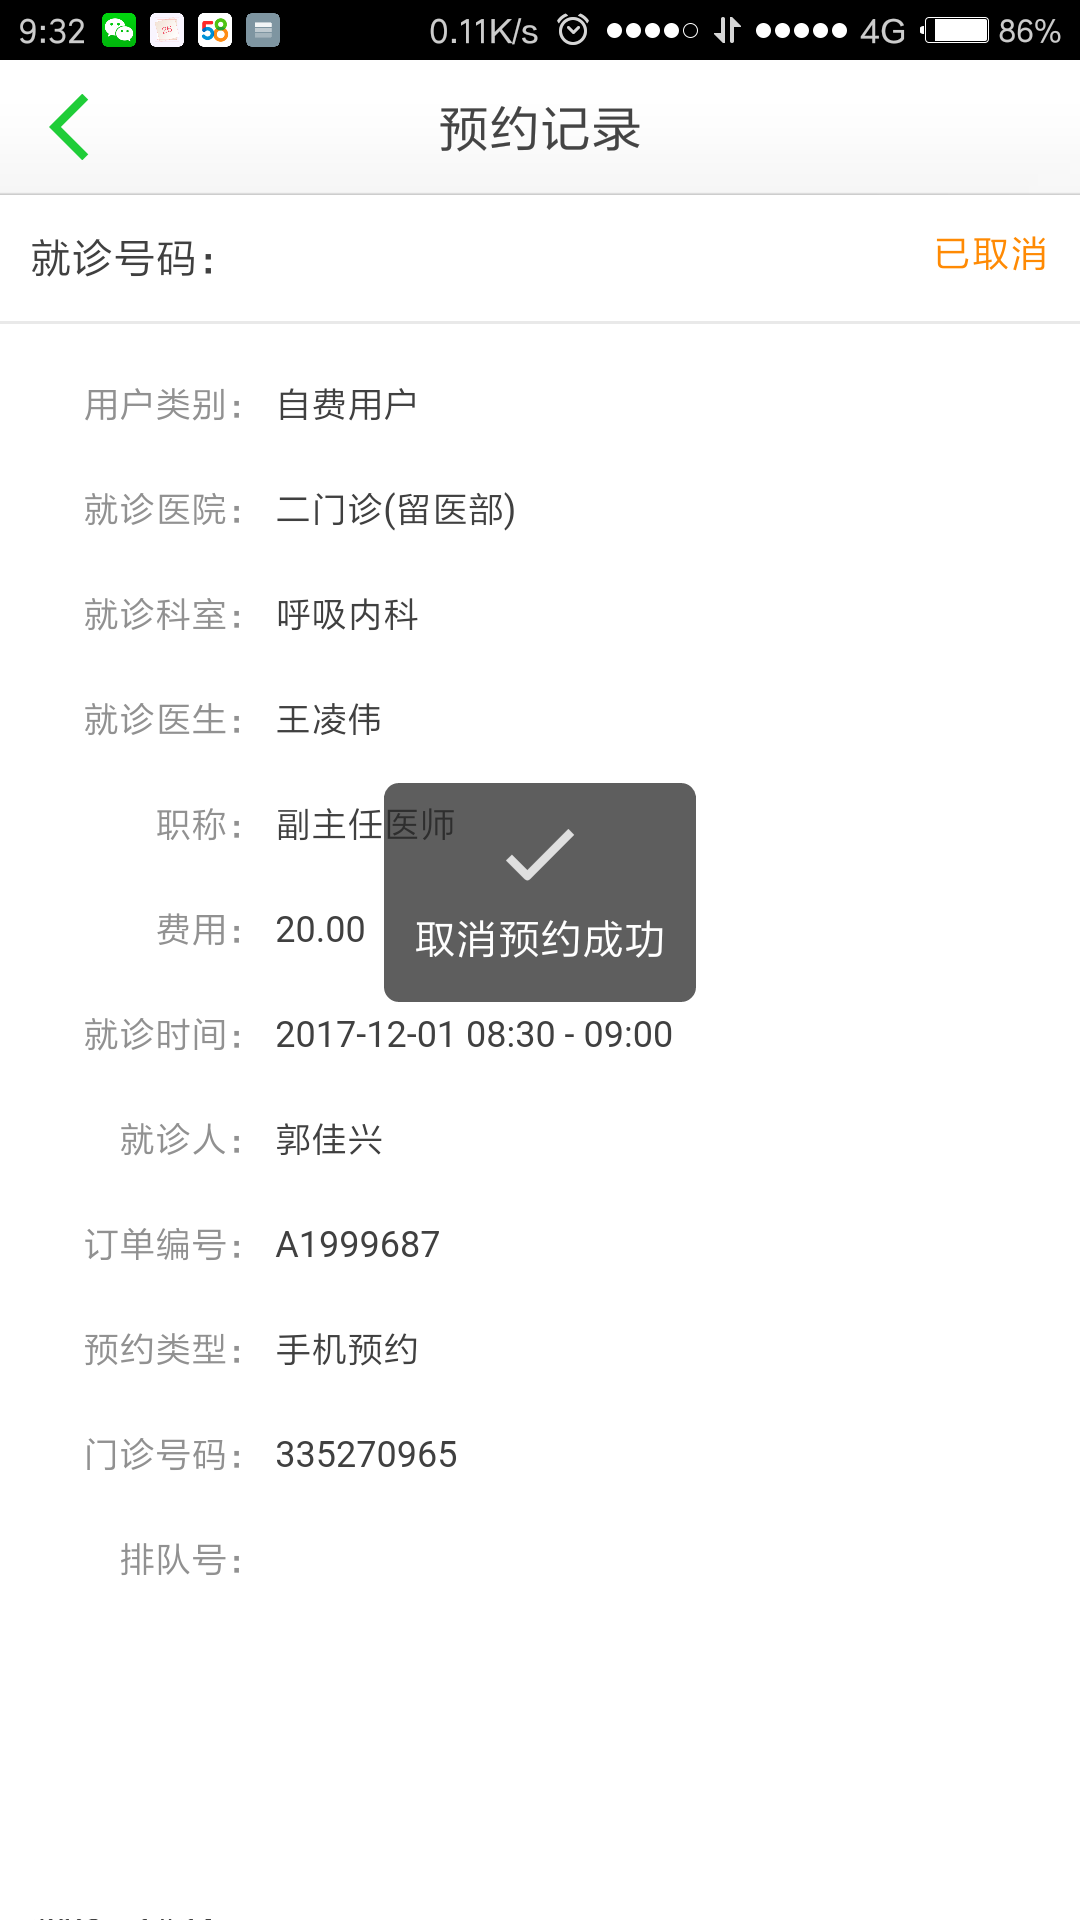 9:32 58 0.11K/s 4G 86%
预约记录
就诊号码： 已取消
用户类别： 自费用户
就诊医院： 二门诊(留医部)
就诊科室： 呼吸内科
就诊医生： 王凌伟
职称： 副主任医师
取消预约成功
费用： 20.00
就诊时间： 2017-12-01 08:30 - 09:00
就诊人： 郭佳兴
订单编号： A1999687
预约类型： 手机预约
门诊号码： 335270965
排队号：